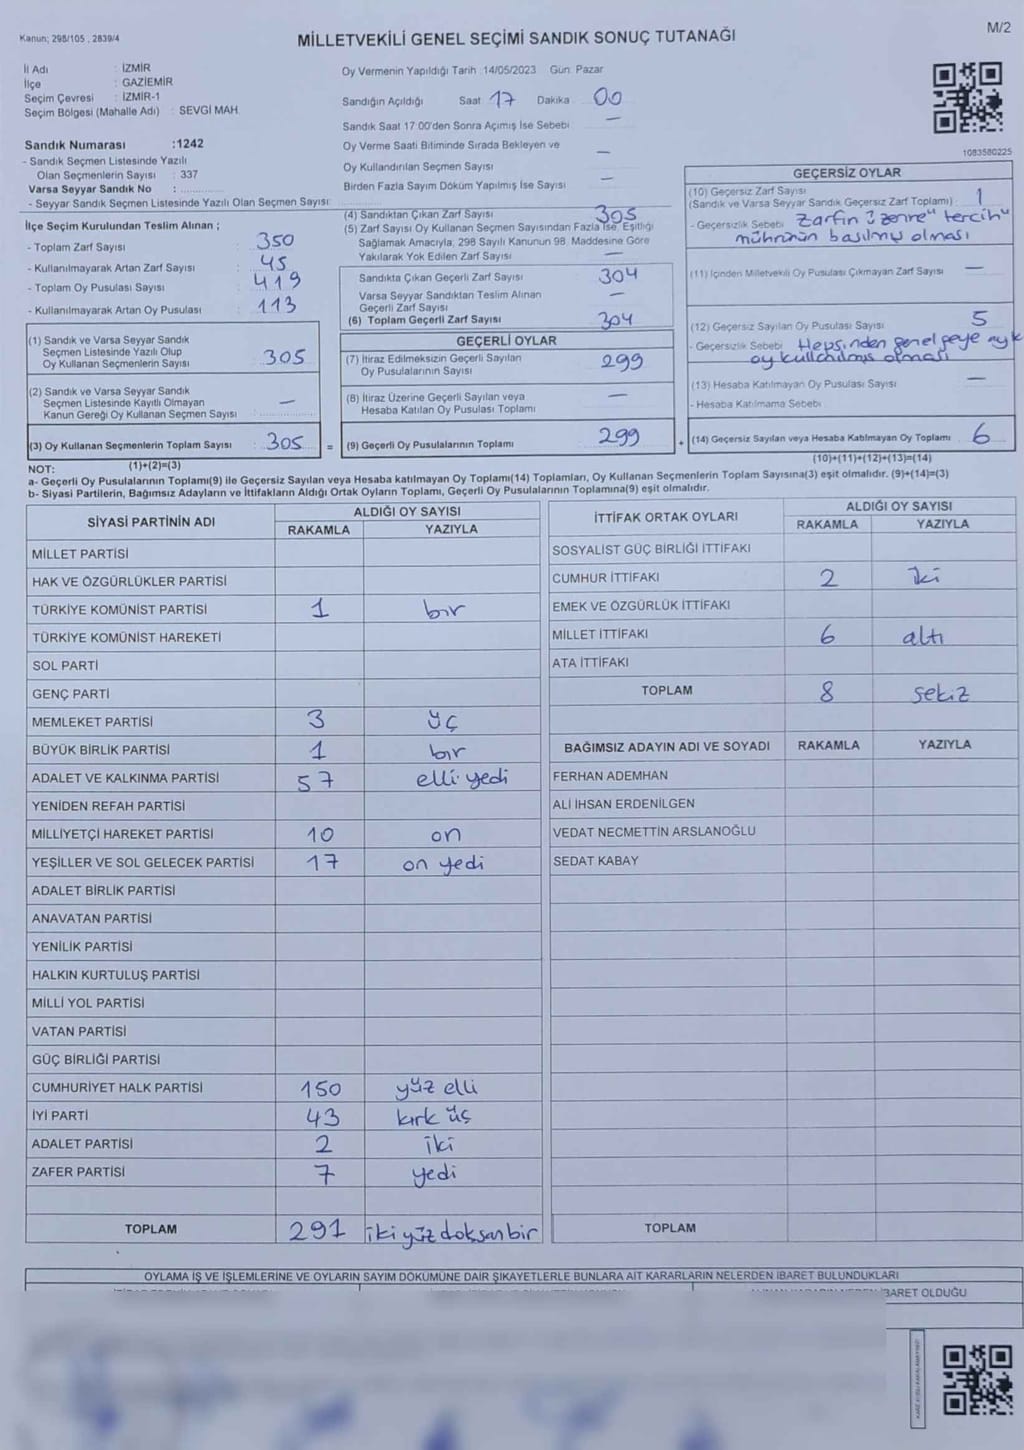 Kanun; 298/105 , 2839/4
MİLLETVEKİLİ GENEL SEÇİMİ SANDIK SONUÇ TUTANAĞI
M/2
İl Adı : İZMİR
İlçe : GAZİEMİR
Seçim Çevresi : İZMİR-1
Seçim Bölgesi (Mahalle Adı) : SEVGİ MAH.
Sandık Numarası :1242
- Sandık Seçmen Listesinde Yazılı
Olan Seçmenlerin Sayısı : 337
Varsa Seyyar Sandık No :
- Seyyar Sandık Seçmen Listesinde Yazılı Olan Seçmen Sayısı:
Oy Vermenin Yapıldığı Tarih :14/05/2023 Gün: Pazar
Sandığın Açıldığı Saat 17 Dakika 00
Sandık Saat 17:00'den Sonra Açımış İse Sebebi —
Oy Verme Saati Bitiminde Sırada Bekleyen ve
Oy Kullandırılan Seçmen Sayısı —
Birden Fazla Sayım Döküm Yapılmış İse Sayısı —
1083580225
İlçe Seçim Kurulundan Teslim Alınan ;
- Toplam Zarf Sayısı : 350
- Kullanılmayarak Artan Zarf Sayısı : 45
- Toplam Oy Pusulası Sayısı : 419
- Kullanılmayarak Artan Oy Pusulası : 113
(1) Sandık ve Varsa Seyyar Sandık
Seçmen Listesinde Yazılı Olup
Oy Kullanan Seçmenlerin Sayısı : 305
(2) Sandık ve Varsa Seyyar Sandık
Seçmen Listesinde Kayıtlı Olmayan
Kanun Gereği Oy Kullanan Seçmen Sayısı : —
(3) Oy Kullanan Seçmenlerin Toplam Sayısı : 305 =
(1)+(2)=(3)
(4) Sandıktan Çıkan Zarf Sayısı 305
(5) Zarf Sayısı Oy Kullanan Seçmen Sayısından Fazla İse, Eşitliği
Sağlamak Amacıyla, 298 Sayılı Kanunun 98. Maddesine Göre
Yakılarak Yok Edilen Zarf Sayısı —
Sandıkta Çıkan Geçerli Zarf Sayısı 304
Varsa Seyyar Sandıktan Teslim Alınan
Geçerli Zarf Sayısı —
(6) Toplam Geçerli Zarf Sayısı 304
GEÇERLİ OYLAR
(7) İtiraz Edilmeksizin Geçerli Sayılan
Oy Pusulalarının Sayısı 299
(8) İtiraz Üzerine Geçerli Sayılan veya
Hesaba Katılan Oy Pusulası Toplamı —
(9) Geçerli Oy Pusulalarının Toplamı 299 +
GEÇERSİZ OYLAR
(10) Geçersiz Zarf Sayısı
(Sandık ve Varsa Seyyar Sandık Geçersiz Zarf Toplamı) 1
- Geçersizlik Sebebi Zarfın üzerine "tercih"
mührünün basılmış olması
(11) İçinden Milletvekili Oy Pusulası Çıkmayan Zarf Sayısı —
(12) Geçersiz Sayılan Oy Pusulası Sayısı 5
- Geçersizlik Sebebi
oy kullanılmış olması
(13) Hesaba Katılmayan Oy Pusulası Sayısı —
- Hesaba Katılmama Sebebi
(14) Geçersiz Sayılan veya Hesaba Katılmayan Oy Toplamı 6
(10)+(11)+(12)+(13)=(14)
NOT:
a- Geçerli Oy Pusulalarının Toplamı(9) ile Geçersiz Sayılan veya Hesaba katılmayan Oy Toplamı(14) Toplamları, Oy Kullanan Seçmenlerin Toplam Sayısına(3) eşit olmalıdır. (9)+(14)=(3)
b- Siyasi Partilerin, Bağımsız Adayların ve İttifakların Aldığı Ortak Oyların Toplamı, Geçerli Oy Pusulalarının Toplamına(9) eşit olmalıdır.
SİYASİ PARTİNİN ADI ALDIĞI OY SAYISI
RAKAMLA YAZIYLA
MİLLET PARTİSİ
HAK VE ÖZGÜRLÜKLER PARTİSİ
TÜRKİYE KOMÜNİST PARTİSİ 1 bir
TÜRKİYE KOMÜNİST HAREKETİ
SOL PARTİ
GENÇ PARTİ
MEMLEKET PARTİSİ 3 üç
BÜYÜK BİRLİK PARTİSİ 1 bir
ADALET VE KALKINMA PARTİSİ 57 elli yedi
YENİDEN REFAH PARTİSİ
MİLLİYETÇİ HAREKET PARTİSİ 10 on
YEŞİLLER VE SOL GELECEK PARTİSİ 17 on yedi
ADALET BİRLİK PARTİSİ
ANAVATAN PARTİSİ
YENİLİK PARTİSİ
HALKIN KURTULUŞ PARTİSİ
MİLLİ YOL PARTİSİ
VATAN PARTİSİ
GÜÇ BİRLİĞİ PARTİSİ
CUMHURİYET HALK PARTİSİ 150 yüz elli
İYİ PARTİ 43 kırk üç
ADALET PARTİSİ 2 iki
ZAFER PARTİSİ 7 yedi
TOPLAM 291 iki yüz doksan bir
İTTİFAK ORTAK OYLARI ALDIĞI OY SAYISI
RAKAMLA YAZIYLA
SOSYALİST GÜÇ BİRLİĞİ İTTİFAKI
CUMHUR İTTİFAKI 2 iki
EMEK VE ÖZGÜRLÜK İTTİFAKI
MİLLET İTTİFAKI 6 altı
ATA İTTİFAKI
TOPLAM 8 sekiz
BAĞIMSIZ ADAYIN ADI VE SOYADI RAKAMLA YAZIYLA
FERHAN ADEMHAN
ALİ İHSAN ERDENİLGEN
VEDAT NECMETTİN ARSLANOĞLU
SEDAT KABAY
TOPLAM
OYLAMA İŞ VE İŞLEMLERİNE VE OYLARIN SAYIM DÖKÜMÜNE DAİR ŞİKAYETLERLE BUNLARA AİT KARARLARIN NELERDEN İBARET BULUNDUKLARI
İBARET OLDUĞU